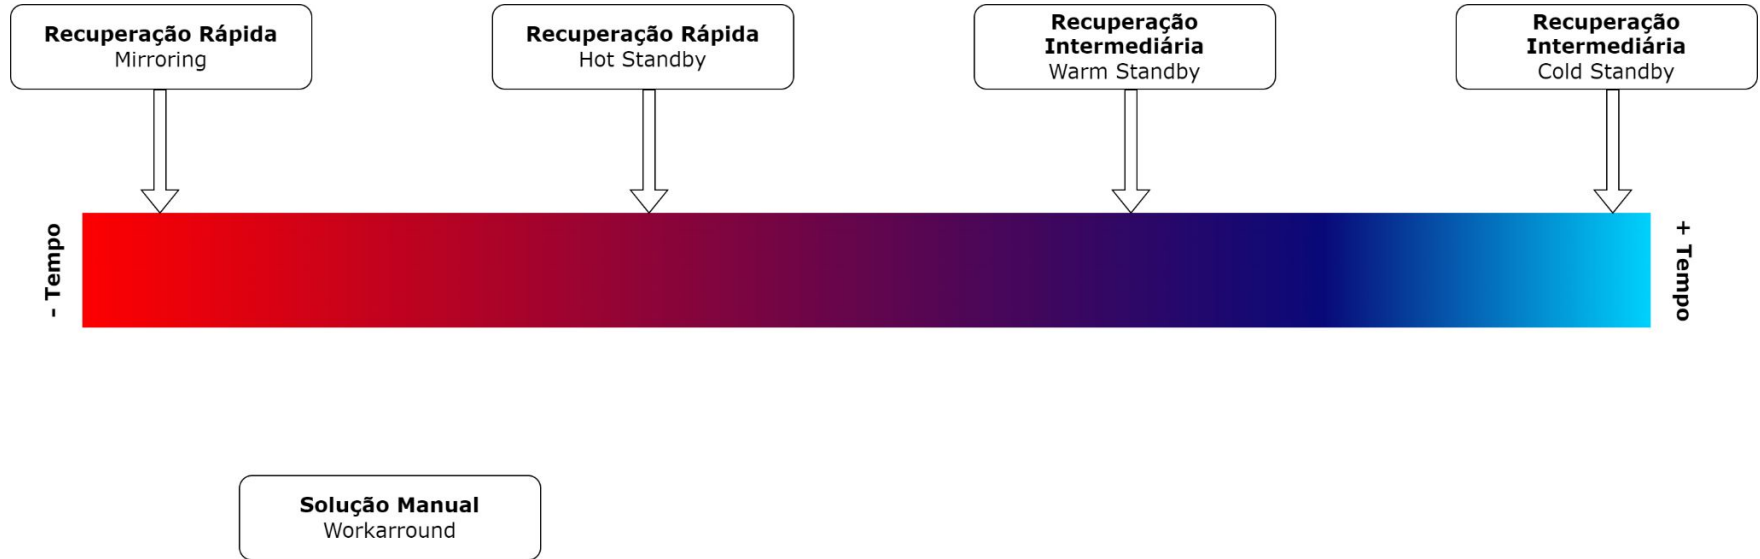 Recuperação Rápida
Mirroring
Recuperação Rápida
Hot Standby
Recuperação
Intermediária
Warm Standby
Recuperação
Intermediária
Cold Standby
- Tempo
+ Tempo
Solução Manual
Workarround